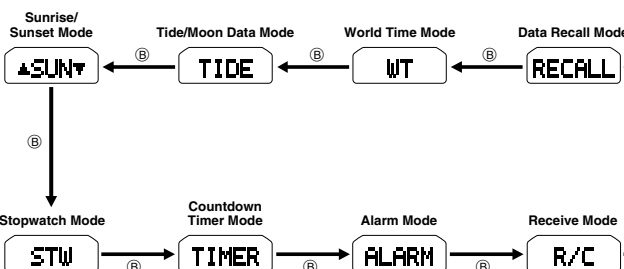 Sunrise/
Sunset Mode
Tide/Moon Data Mode
World Time Mode
Data Recall Mode
▲SUN▼
Ⓑ
TIDE
Ⓑ
WT
Ⓑ
RECALL
Ⓑ
Stopwatch Mode
Countdown
Timer Mode
Alarm Mode
Receive Mode
STW
Ⓑ
TIMER
Ⓑ
ALARM
Ⓑ
R/C